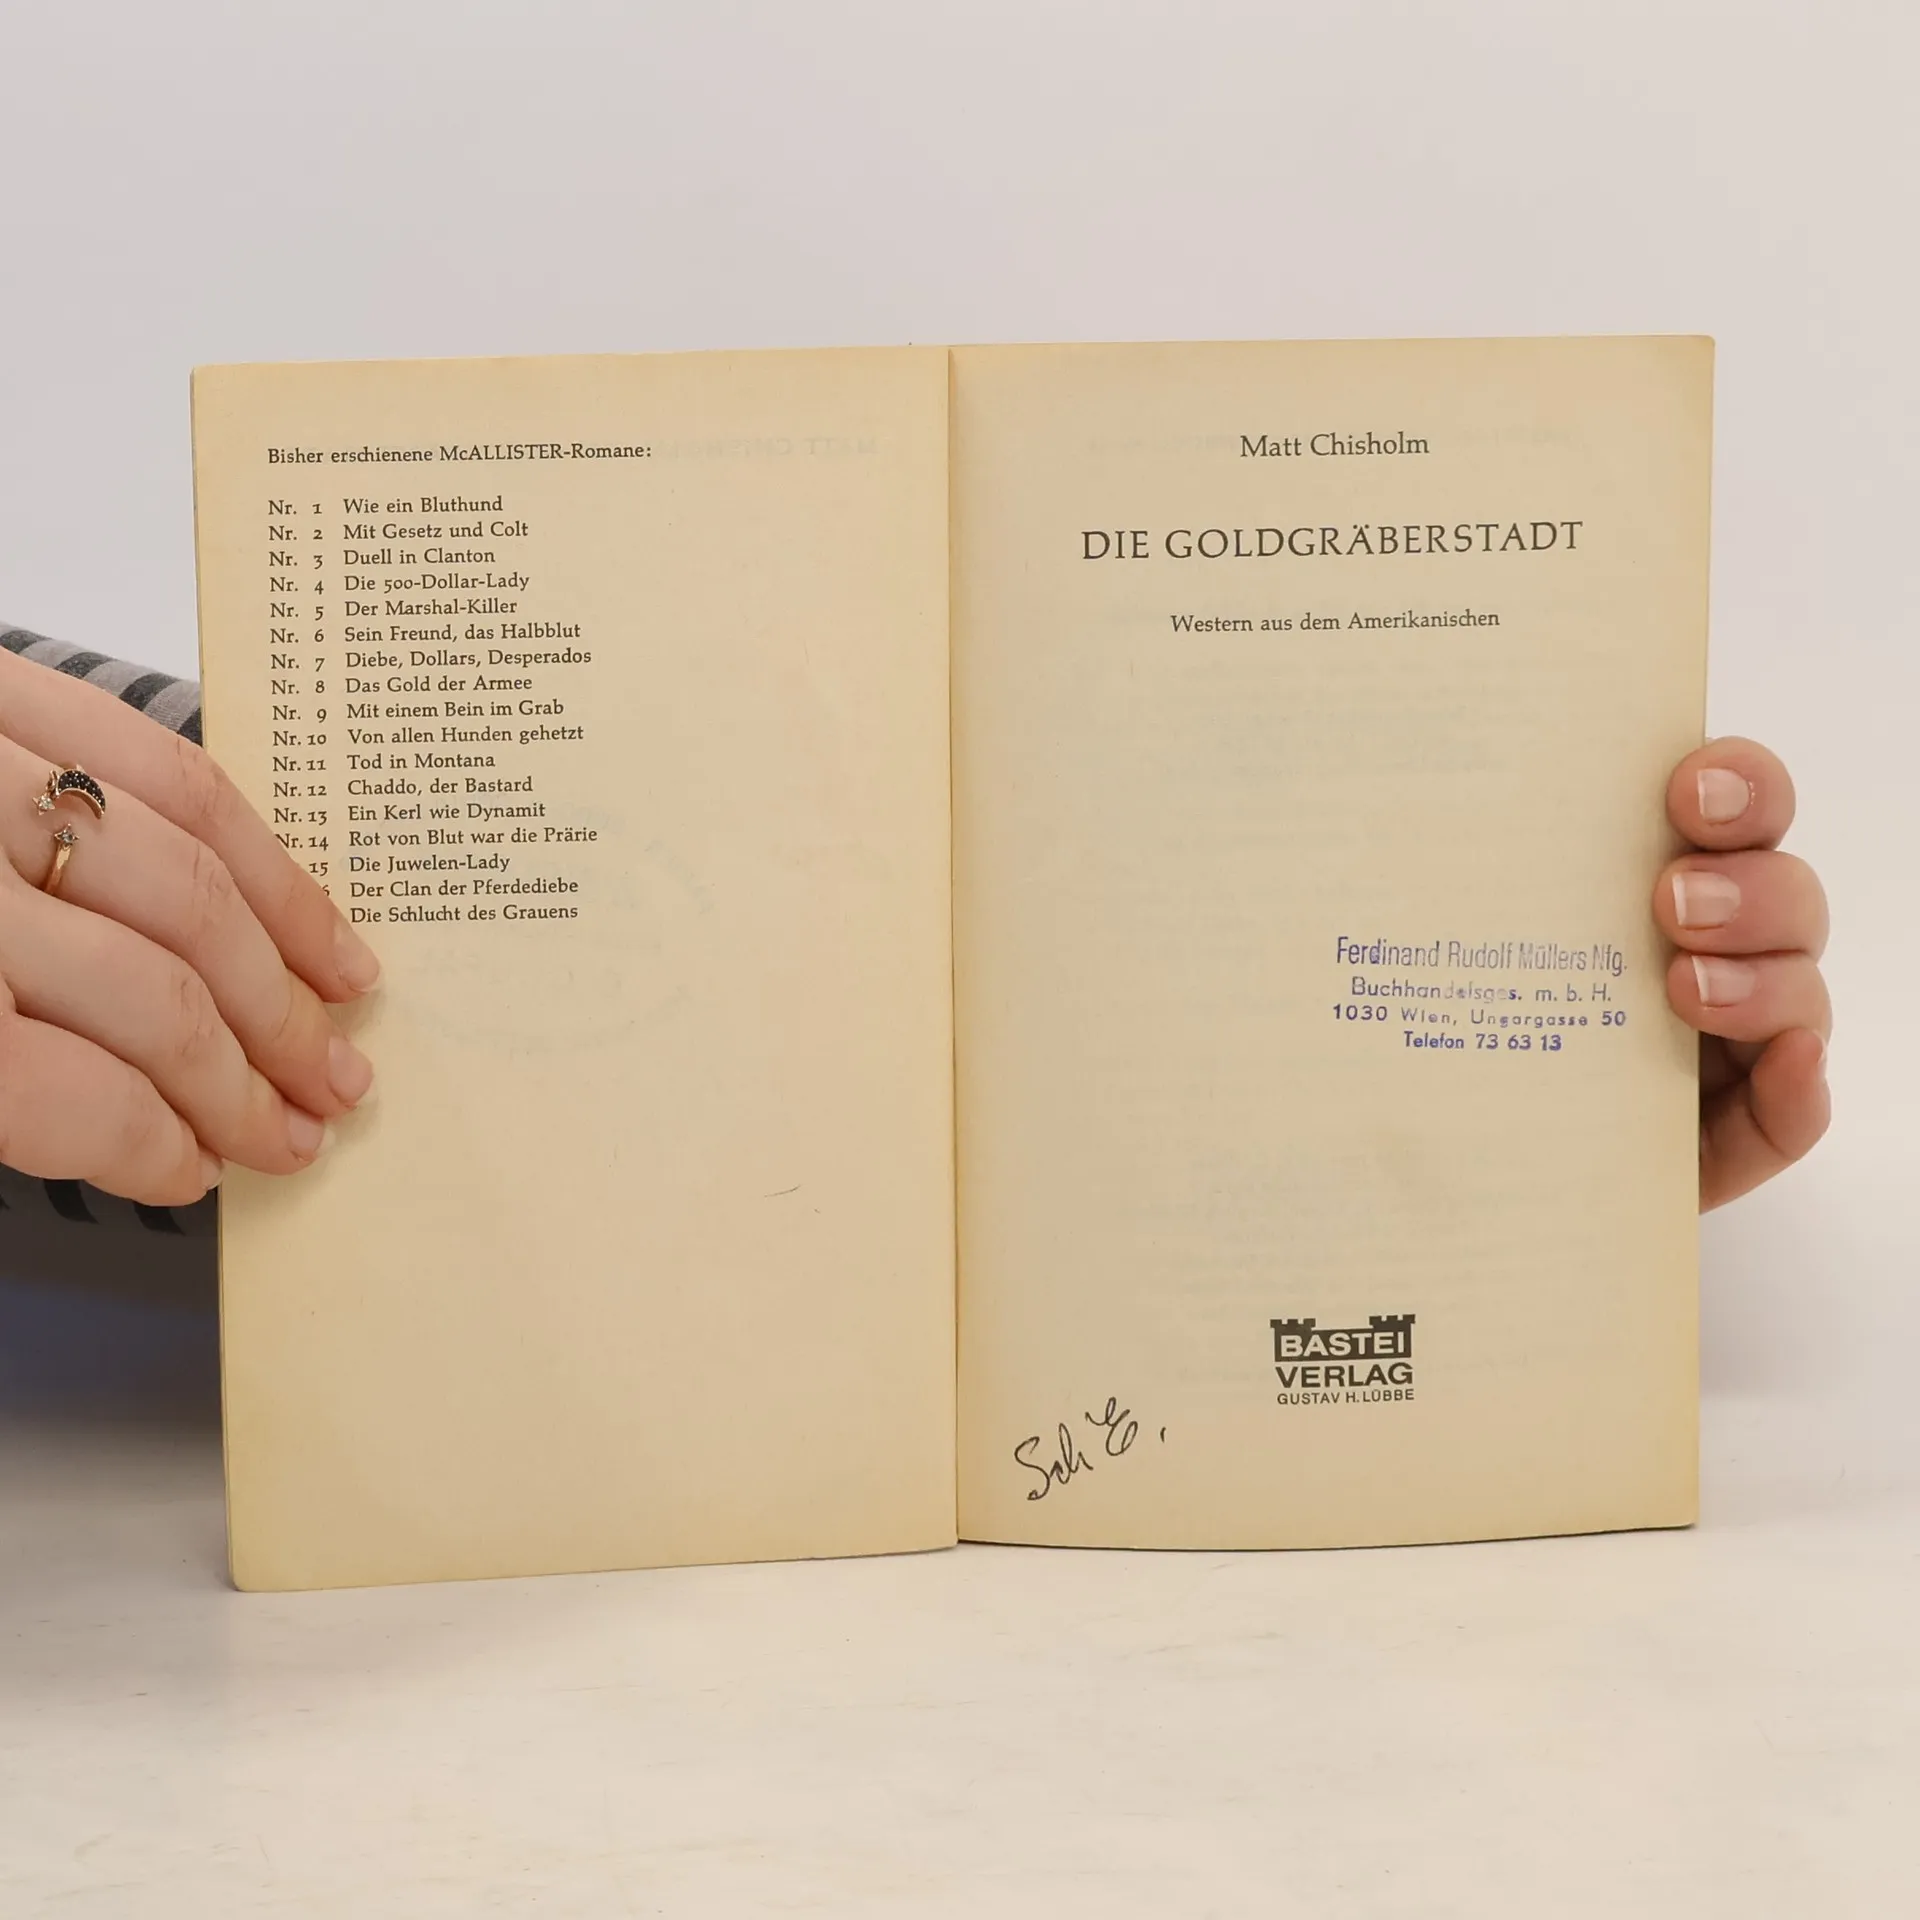 Bisher erschienene McALLISTER-Romane:
Nr. 1 Wie ein Bluthund
Nr. 2 Mit Gesetz und Colt
Nr. 3 Duell in Clanton
Nr. 4 Die 500-Dollar-Lady
Nr. 5 Der Marshal-Killer
Nr. 6 Sein Freund, das Halbblut
Nr. 7 Diebe, Dollars, Desperados
Nr. 8 Das Gold der Armee
Nr. 9 Mit einem Bein im Grab
Nr. 10 Von allen Hunden gehetzt
Nr. 11 Tod in Montana
Nr. 12 Chaddo, der Bastard
Nr. 13 Ein Kerl wie Dynamit
Nr. 14 Rot von Blut war die Prärie
15 Die Juwelen-Lady
6 Der Clan der Pferdediebe
Die Schlucht des Grauens
Matt Chisholm
DIE GOLDGRÄBERSTADT
Western aus dem Amerikanischen
Ferdinand Rudolf Müllers Nfg.
Buchhandelsges. m. b. H.
1030 Wien, Ungargasse 50
Telefon 73 63 13
BASTEI
VERLAG
GUSTAV H. LÜBBE
Sch E.